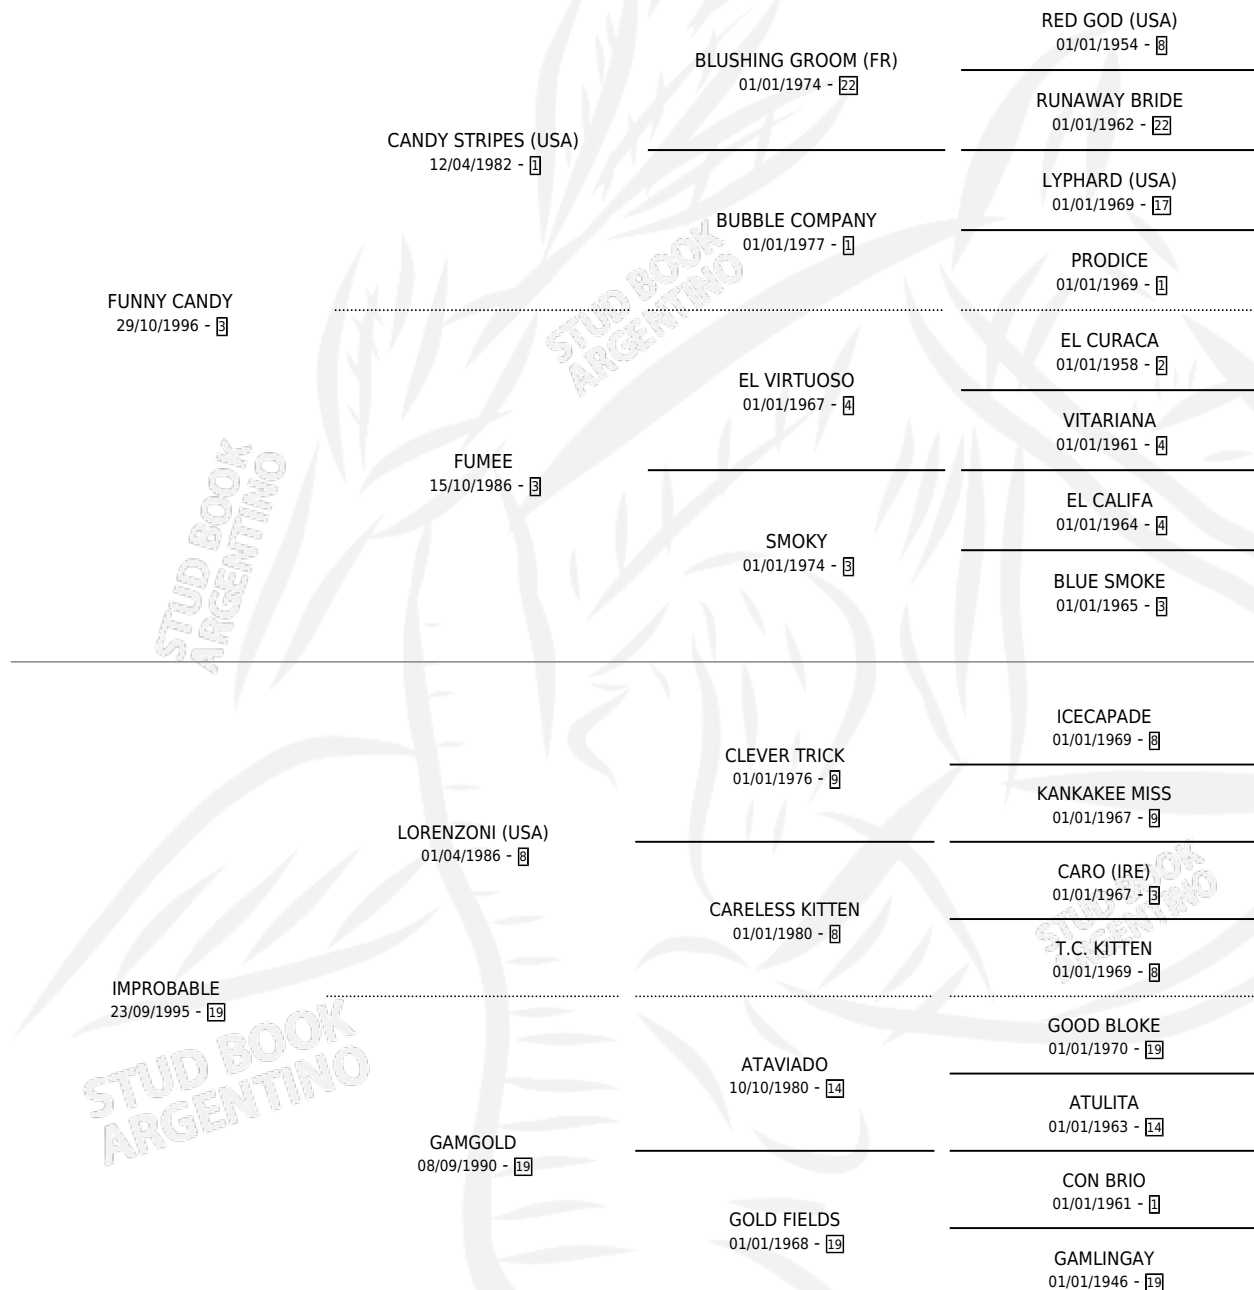 RED GOD (USA)
01/01/1954 - 8
BLUSHING GROOM (FR)
01/01/1974 - 22
RUNAWAY BRIDE
01/01/1962 - 22
CANDY STRIPES (USA)
12/04/1982 - 1
LYPHARD (USA)
01/01/1969 - 17
BUBBLE COMPANY
01/01/1977 - 1
PRODICE
01/01/1969 - 1
FUNNY CANDY
29/10/1996 - 3
STUD BOOK
ARGENTINO
EL CURACA
01/01/1958 - 2
EL VIRTUOSO
01/01/1967 - 4
VITARIANA
01/01/1961 - 4
FUMEE
15/10/1986 - 3
EL CALIFA
01/01/1964 - 4
SMOKY
01/01/1974 - 3
BLUE SMOKE
01/01/1965 - 3
STUD BOOK
ARGENTINO
ICECAPADE
01/01/1969 - 8
CLEVER TRICK
01/01/1976 - 9
KANKAKEE MISS
01/01/1967 - 9
LORENZONI (USA)
01/04/1986 - 8
CARO (IRE)
01/01/1967 - 3
CARELESS KITTEN
01/01/1980 - 8
T.C. KITTEN
01/01/1969 - 8
STUD BOOK
ARGENTINO
IMPROBABLE
23/09/1995 - 19
GOOD BLOKE
01/01/1970 - 19
ATAVIADO
10/10/1980 - 14
ATULITA
01/01/1963 - 14
STUD BOOK
ARGENTINO
GAMGOLD
08/09/1990 - 19
CON BRIO
01/01/1961 - 1
GOLD FIELDS
01/01/1968 - 19
GAMLINGAY
01/01/1946 - 19